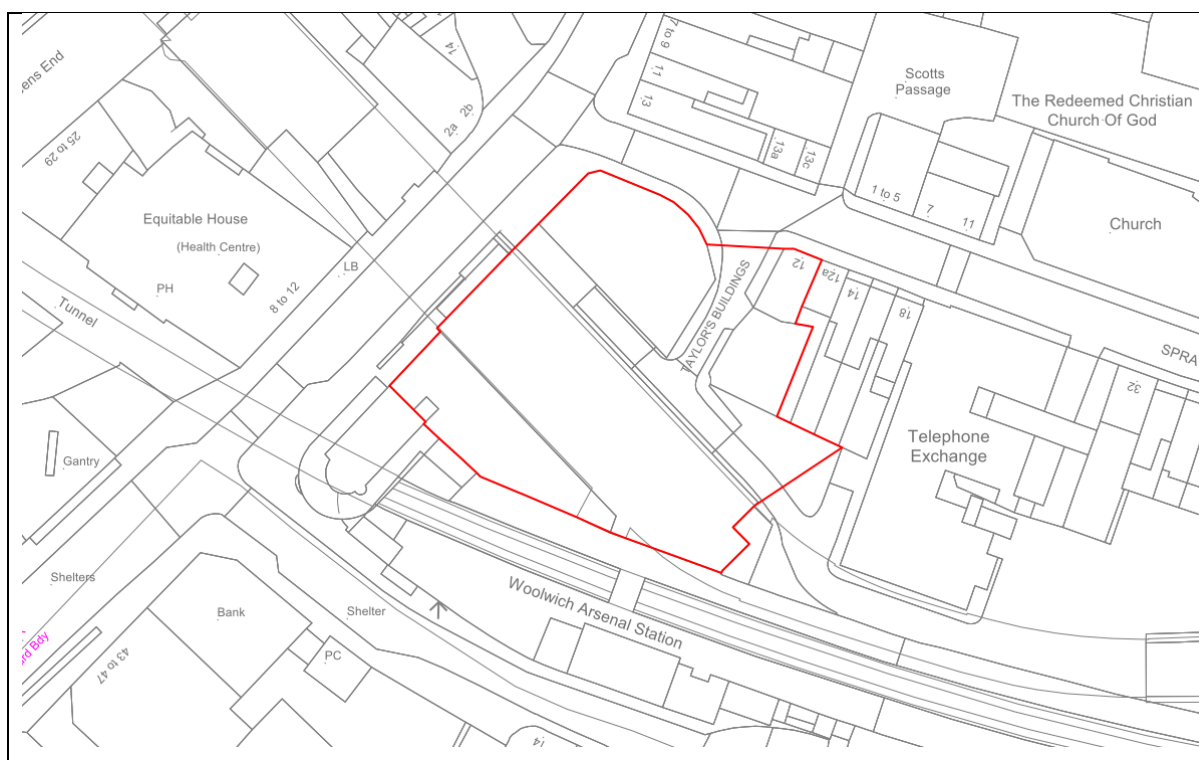 7 to 9
14
11
13
ens End
Scotts
Passage
The Redeemed Christian
Church Of God
2b
2a
25 to 29
13a
13c
1 to 5
7
11
Church
Equitable House
(Health Centre)
LB
PH
8 to 12
12
12a
14
18
TAYLOR'S BUILDINGS
Tunnel
SPRA
32
Telephone
Exchange
Gantry
Shelters
Woolwich Arsenal Station
Bank
Shelter
rd Bdy
43 to 47
PC
14